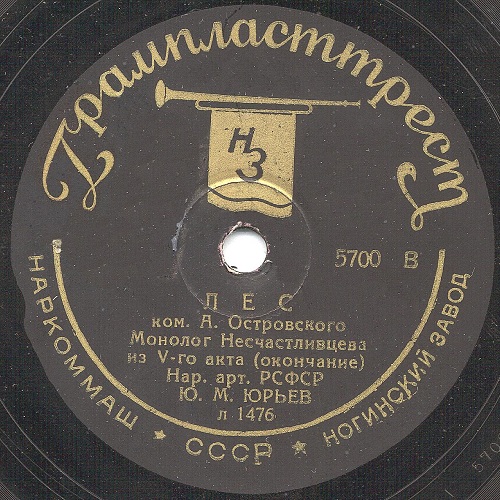 Грампласттрест
НЗ
5700 В
ЛЕС
ком. А. Островского
Монолог Несчастливцева
из V-го акта (окончание)
Нар. арт. РСФСР
Ю. М. ЮРЬЕВ
л 1476
НАРКОММАШ ★ СССР ★ НОГИНСКИЙ ЗАВОД